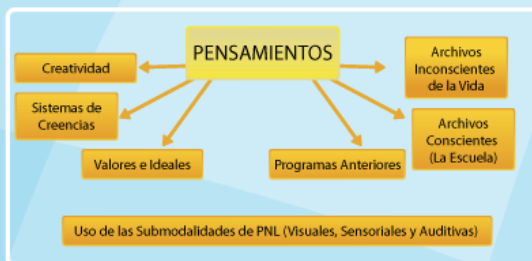 PENSAMIENTOS
Creatividad
Sistemas de
Creencias
Valores e Ideales
Programas Anteriores
Archivos
Inconscientes
de la Vida
Archivos
Conscientes
(La Escuela)
Uso de las Submodalidades de PNL (Visuales, Sensoriales y Auditivas)